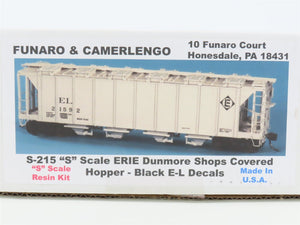 FUNARO & CAMERLENGO
10 Funaro Court
Honesdale, PA 18431
E.L.
21592
E
S-215 "S" Scale ERIE Dunmore Shops Covered
Hopper - Black E-L Decals
"S" Scale
Resin Kit
Made In
U.S.A.